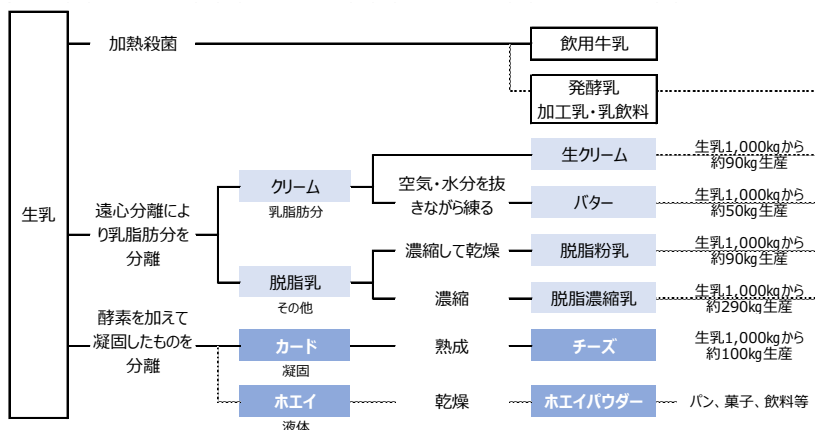 生乳
加熱殺菌
飲用牛乳
発酵乳
加工乳・乳飲料
遠心分離によ
り乳脂肪分を
分離
クリーム
乳脂肪分
生クリーム
生乳1,000kgから
約90kg生産
空気・水分を抜
きながら練る
バター
生乳1,000kgから
約50kg生産
脱脂乳
その他
濃縮して乾燥
脱脂粉乳
生乳1,000kgから
約90kg生産
濃縮
脱脂濃縮乳
生乳1,000kgから
約290kg生産
酵素を加えて
凝固したものを
分離
カード
凝固
熟成
チーズ
生乳1,000kgから
約100kg生産
ホエイ
液体
乾燥
ホエイパウダー
パン、菓子、飲料等